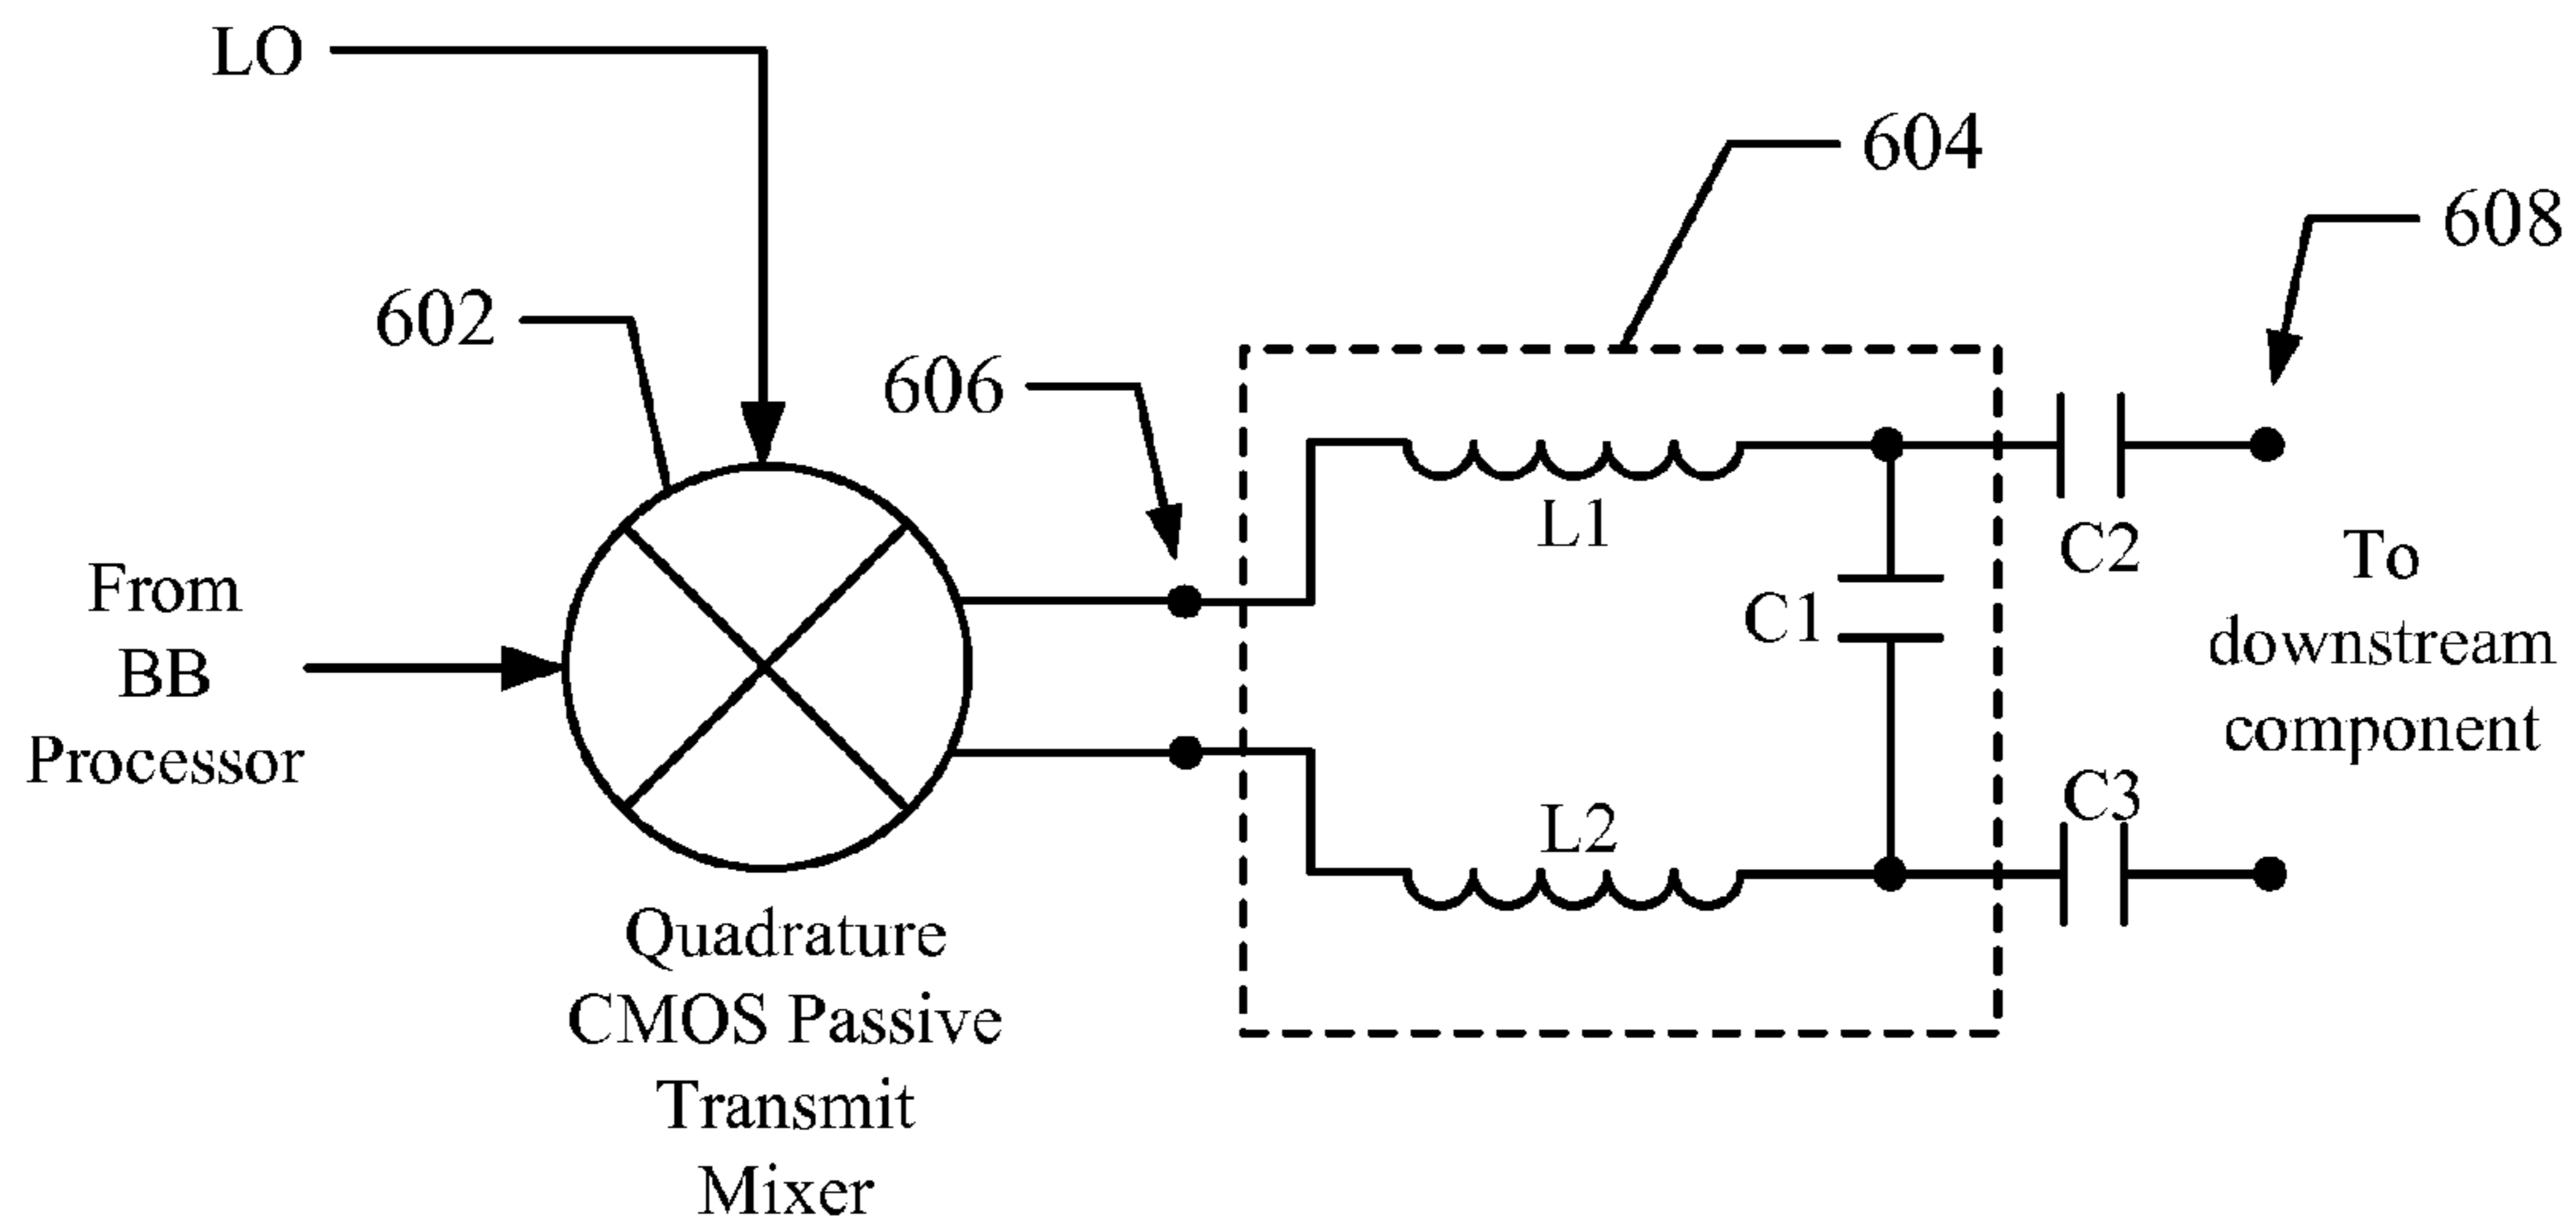 LO
604
608
602
606
L1
C2
To
downstream
component
From
BB
Processor
C1
L2
C3
Quadrature
CMOS Passive
Transmit
Mixer